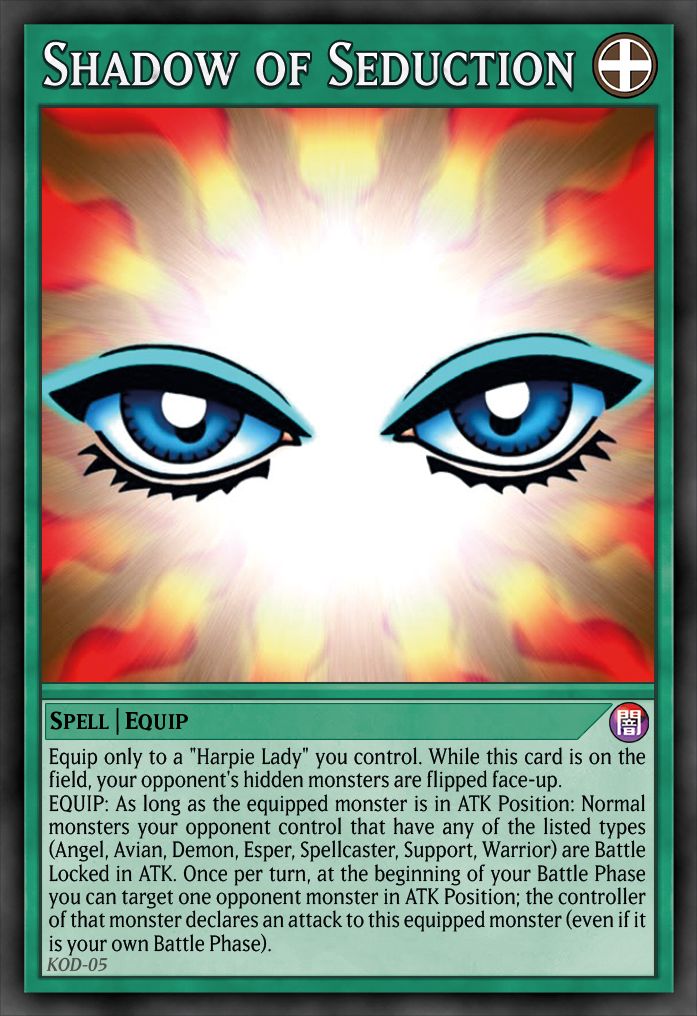 Shadow of Seduction
Spell | Equip
闇
Equip only to a "Harpie Lady" you control. While this card is on the
field, your opponent's hidden monsters are flipped face-up.
EQUIP: As long as the equipped monster is in ATK Position: Normal
monsters your opponent control that have any of the listed types
(Angel, Avian, Demon, Esper, Spellcaster, Support, Warrior) are Battle
Locked in ATK. Once per turn, at the beginning of your Battle Phase
you can target one opponent monster in ATK Position; the controller
of that monster declares an attack to this equipped monster (even if it
is your own Battle Phase).
KOD-05